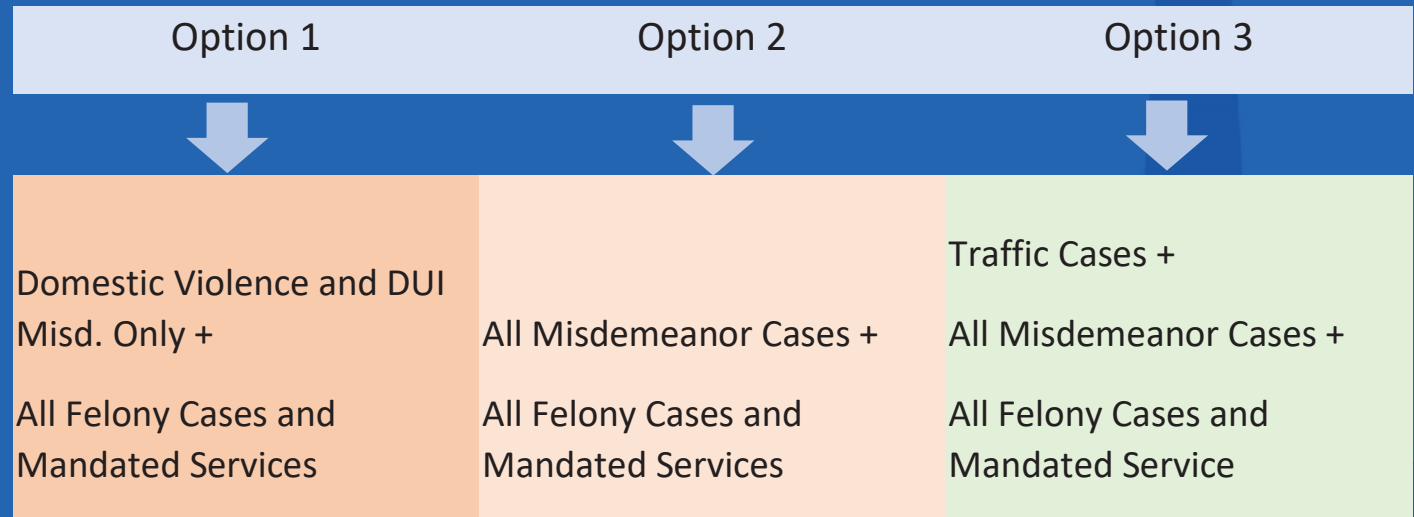 Option 1
Option 2
Option 3
Domestic Violence and DUI
Misd. Only +
All Felony Cases and
Mandated Services
All Misdemeanor Cases +
All Felony Cases and
Mandated Services
Traffic Cases +
All Misdemeanor Cases +
All Felony Cases and
Mandated Service